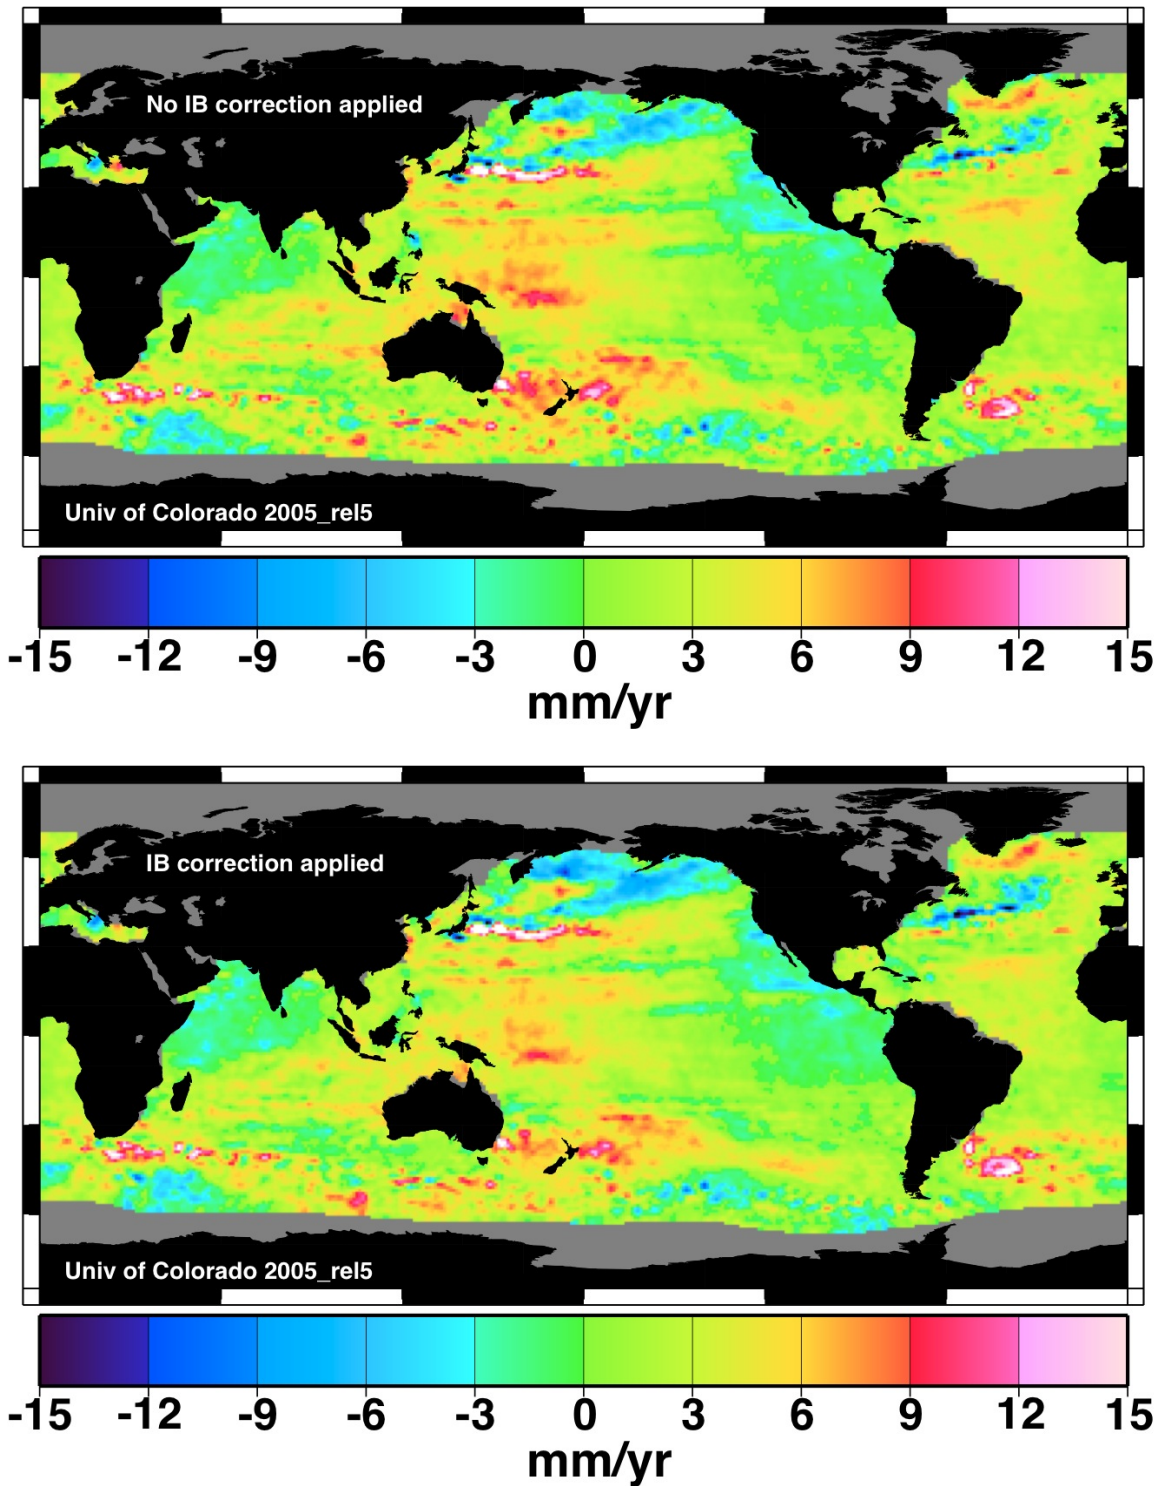 No IB correction applied
Univ of Colorado 2005_rel5
-15 -12 -9 -6 -3 0 3 6 9 12 15
mm/yr
IB correction applied
Univ of Colorado 2005_rel5
-15 -12 -9 -6 -3 0 3 6 9 12 15
mm/yr